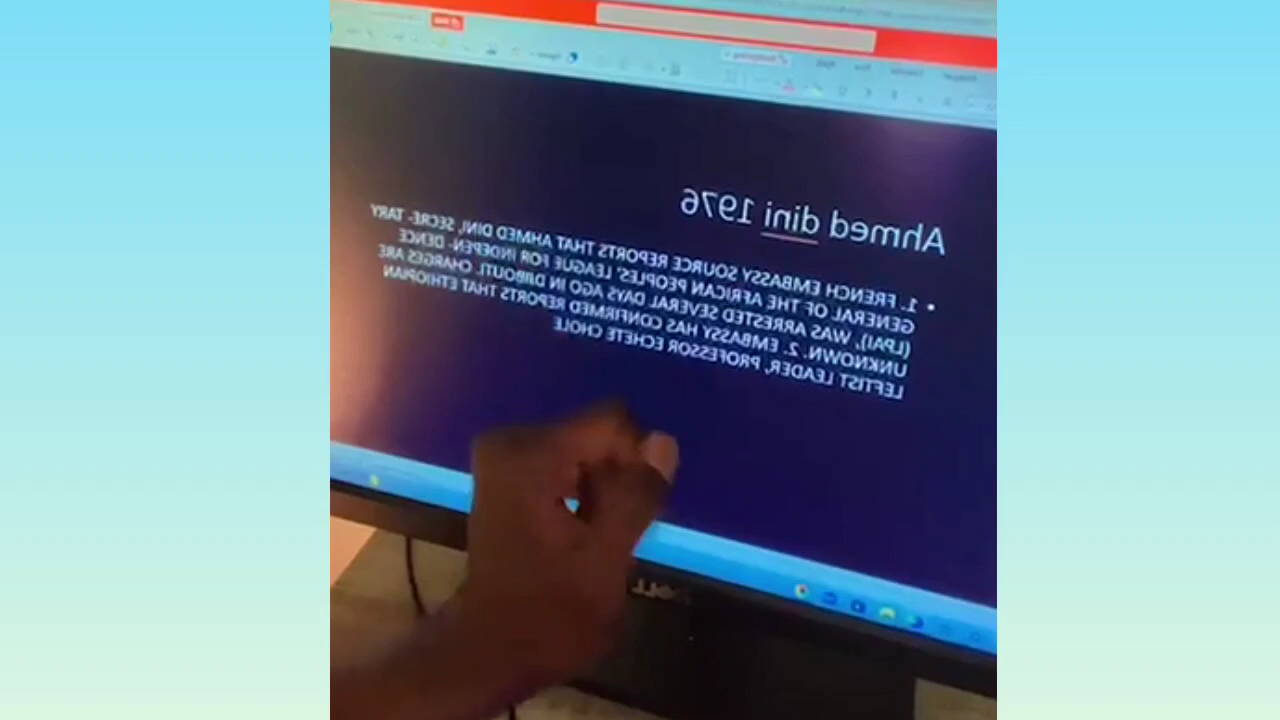 Ahmed dini 1976
• 1. FRENCH EMBASSY SOURCE REPORTS THAT AHMED DINI, SECRE- TARY
GENERAL OF THE AFRICAN PEOPLES' LEAGUE FOR INDEPEN- DENCE
(LPAI), WAS ARRESTED SEVERAL DAYS AGO IN DJIBOUTI. CHARGES ARE
UNKNOWN. 2. EMBASSY HAS CONFIRMED REPORTS THAT ETHIOPIAN
LEFTIST LEADER, PROFESSOR ECHETE CHOLE
DELL